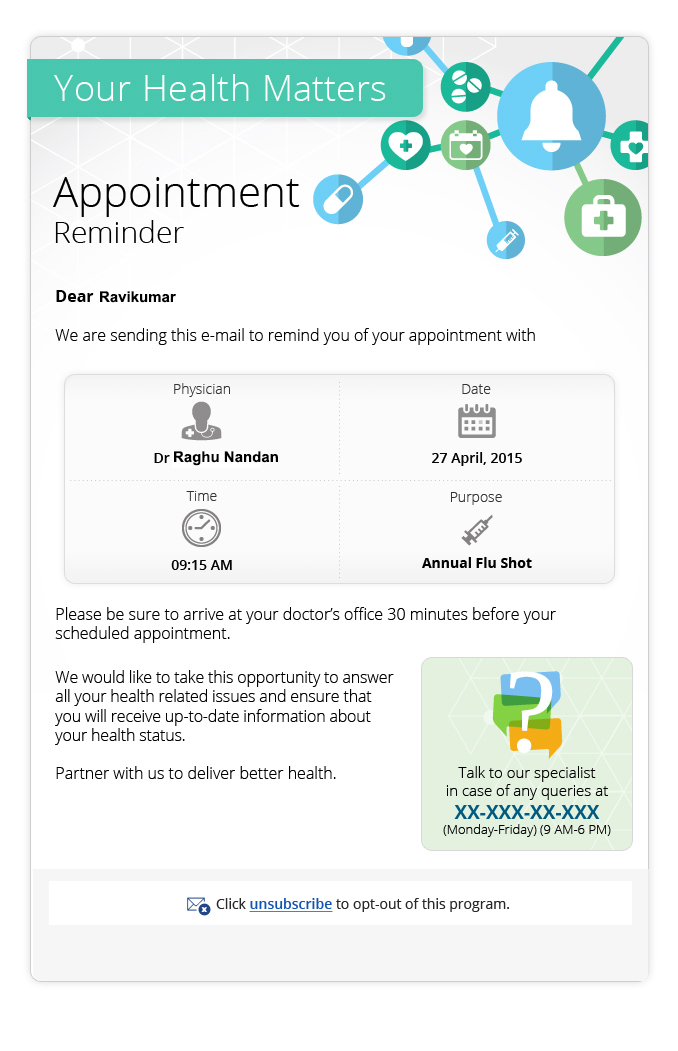 Your Health Matters
Appointment
Reminder
Dear Ravikumar
We are sending this e-mail to remind you of your appointment with
Physician
Dr Raghu Nandan
Date
27 April, 2015
Time
09:15 AM
Purpose
Annual Flu Shot
Please be sure to arrive at your doctor’s office 30 minutes before your
scheduled appointment.
We would like to take this opportunity to answer
all your health related issues and ensure that
you will receive up-to-date information about
your health status.
Partner with us to deliver better health.
?
Talk to our specialist
in case of any queries at
XX-XXX-XX-XXX
(Monday-Friday) (9 AM-6 PM)
Click unsubscribe to opt-out of this program.